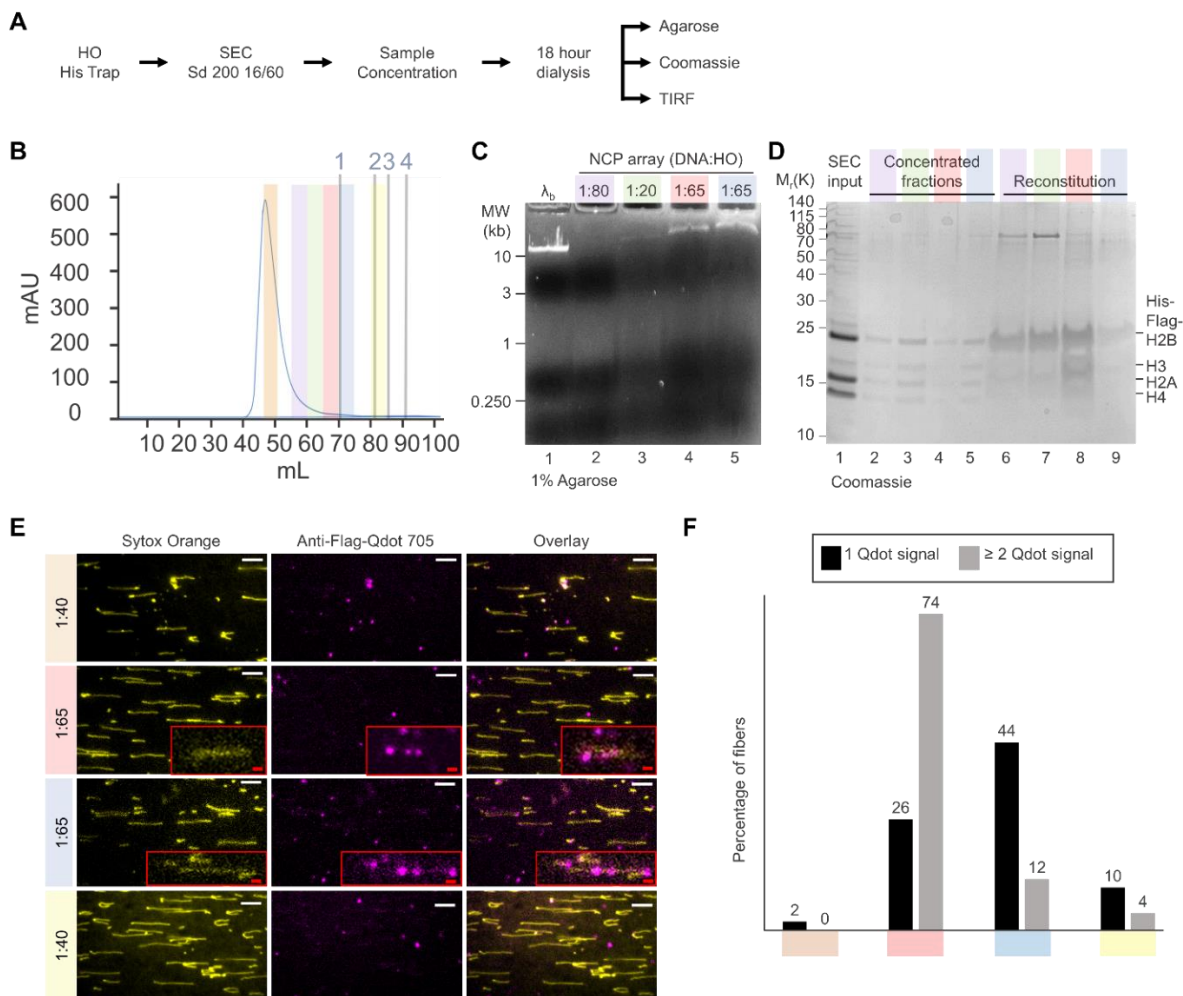 A
HO
His Trap
SEC
Sd 200 16/60
Sample
Concentration
18 hour
dialysis
Agarose
Coomassie
TIRF
B
1 2 3 4
600
500
400
300
200
100
0
mAU
10 20 30 40 50 60 70 80 90 100
mL
C
NCP array (DNA:HO)
λb 1:80 1:20 1:65 1:65
MW
(kb)
10
3
1
0.250
1 2 3 4 5
1% Agarose
D
SEC
input
Concentrated
fractions
Reconstitution
Mr(K)
140
115
80
70
50
40
30
25
15
10
His-
Flag-
H2B
H3
H2A
H4
1 2 3 4 5 6 7 8 9
Coomassie
E
Sytox Orange Anti-Flag-Qdot 705 Overlay
1:40
1:65
1:65
1:40
F
1 Qdot signal ≥ 2 Qdot signal
Percentage of fibers
2 0 26 74 44 12 10 4